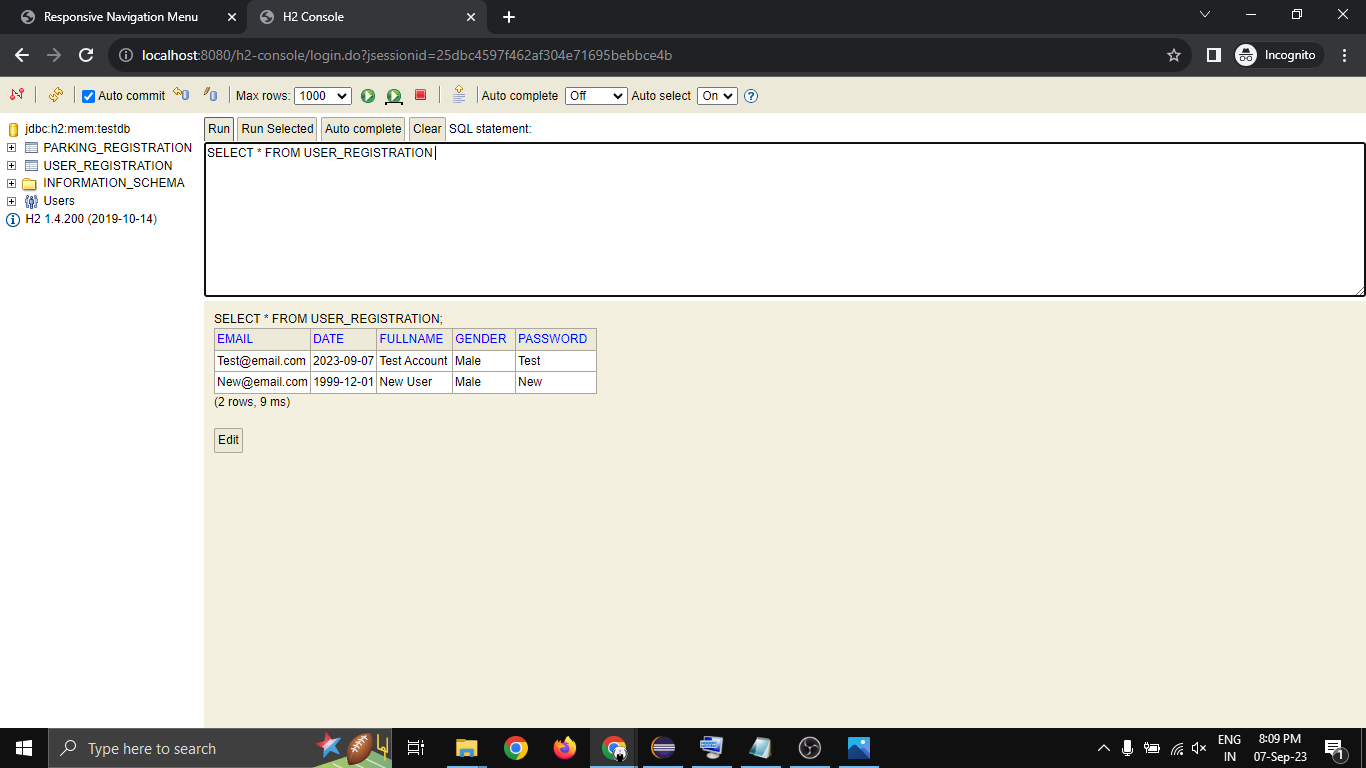 Responsive Navigation Menu
H2 Console
localhost:8080/h2-console/login.do?jsessionid=25dbc4597f462af304e71695bebbce4b
Incognito
Auto commit
Max rows: 1000
Auto complete Off
Auto select On
jdbc:h2:mem:testdb
PARKING_REGISTRATION
USER_REGISTRATION
INFORMATION_SCHEMA
Users
H2 1.4.200 (2019-10-14)
Run Run Selected Auto complete Clear SQL statement:
SELECT * FROM USER_REGISTRATION
SELECT * FROM USER_REGISTRATION;
EMAIL DATE FULLNAME GENDER PASSWORD
Test@email.com 2023-09-07 Test Account Male Test
New@email.com 1999-12-01 New User Male New
(2 rows, 9 ms)
Edit
Type here to search
ENG
IN
8:09 PM
07-Sep-23
1